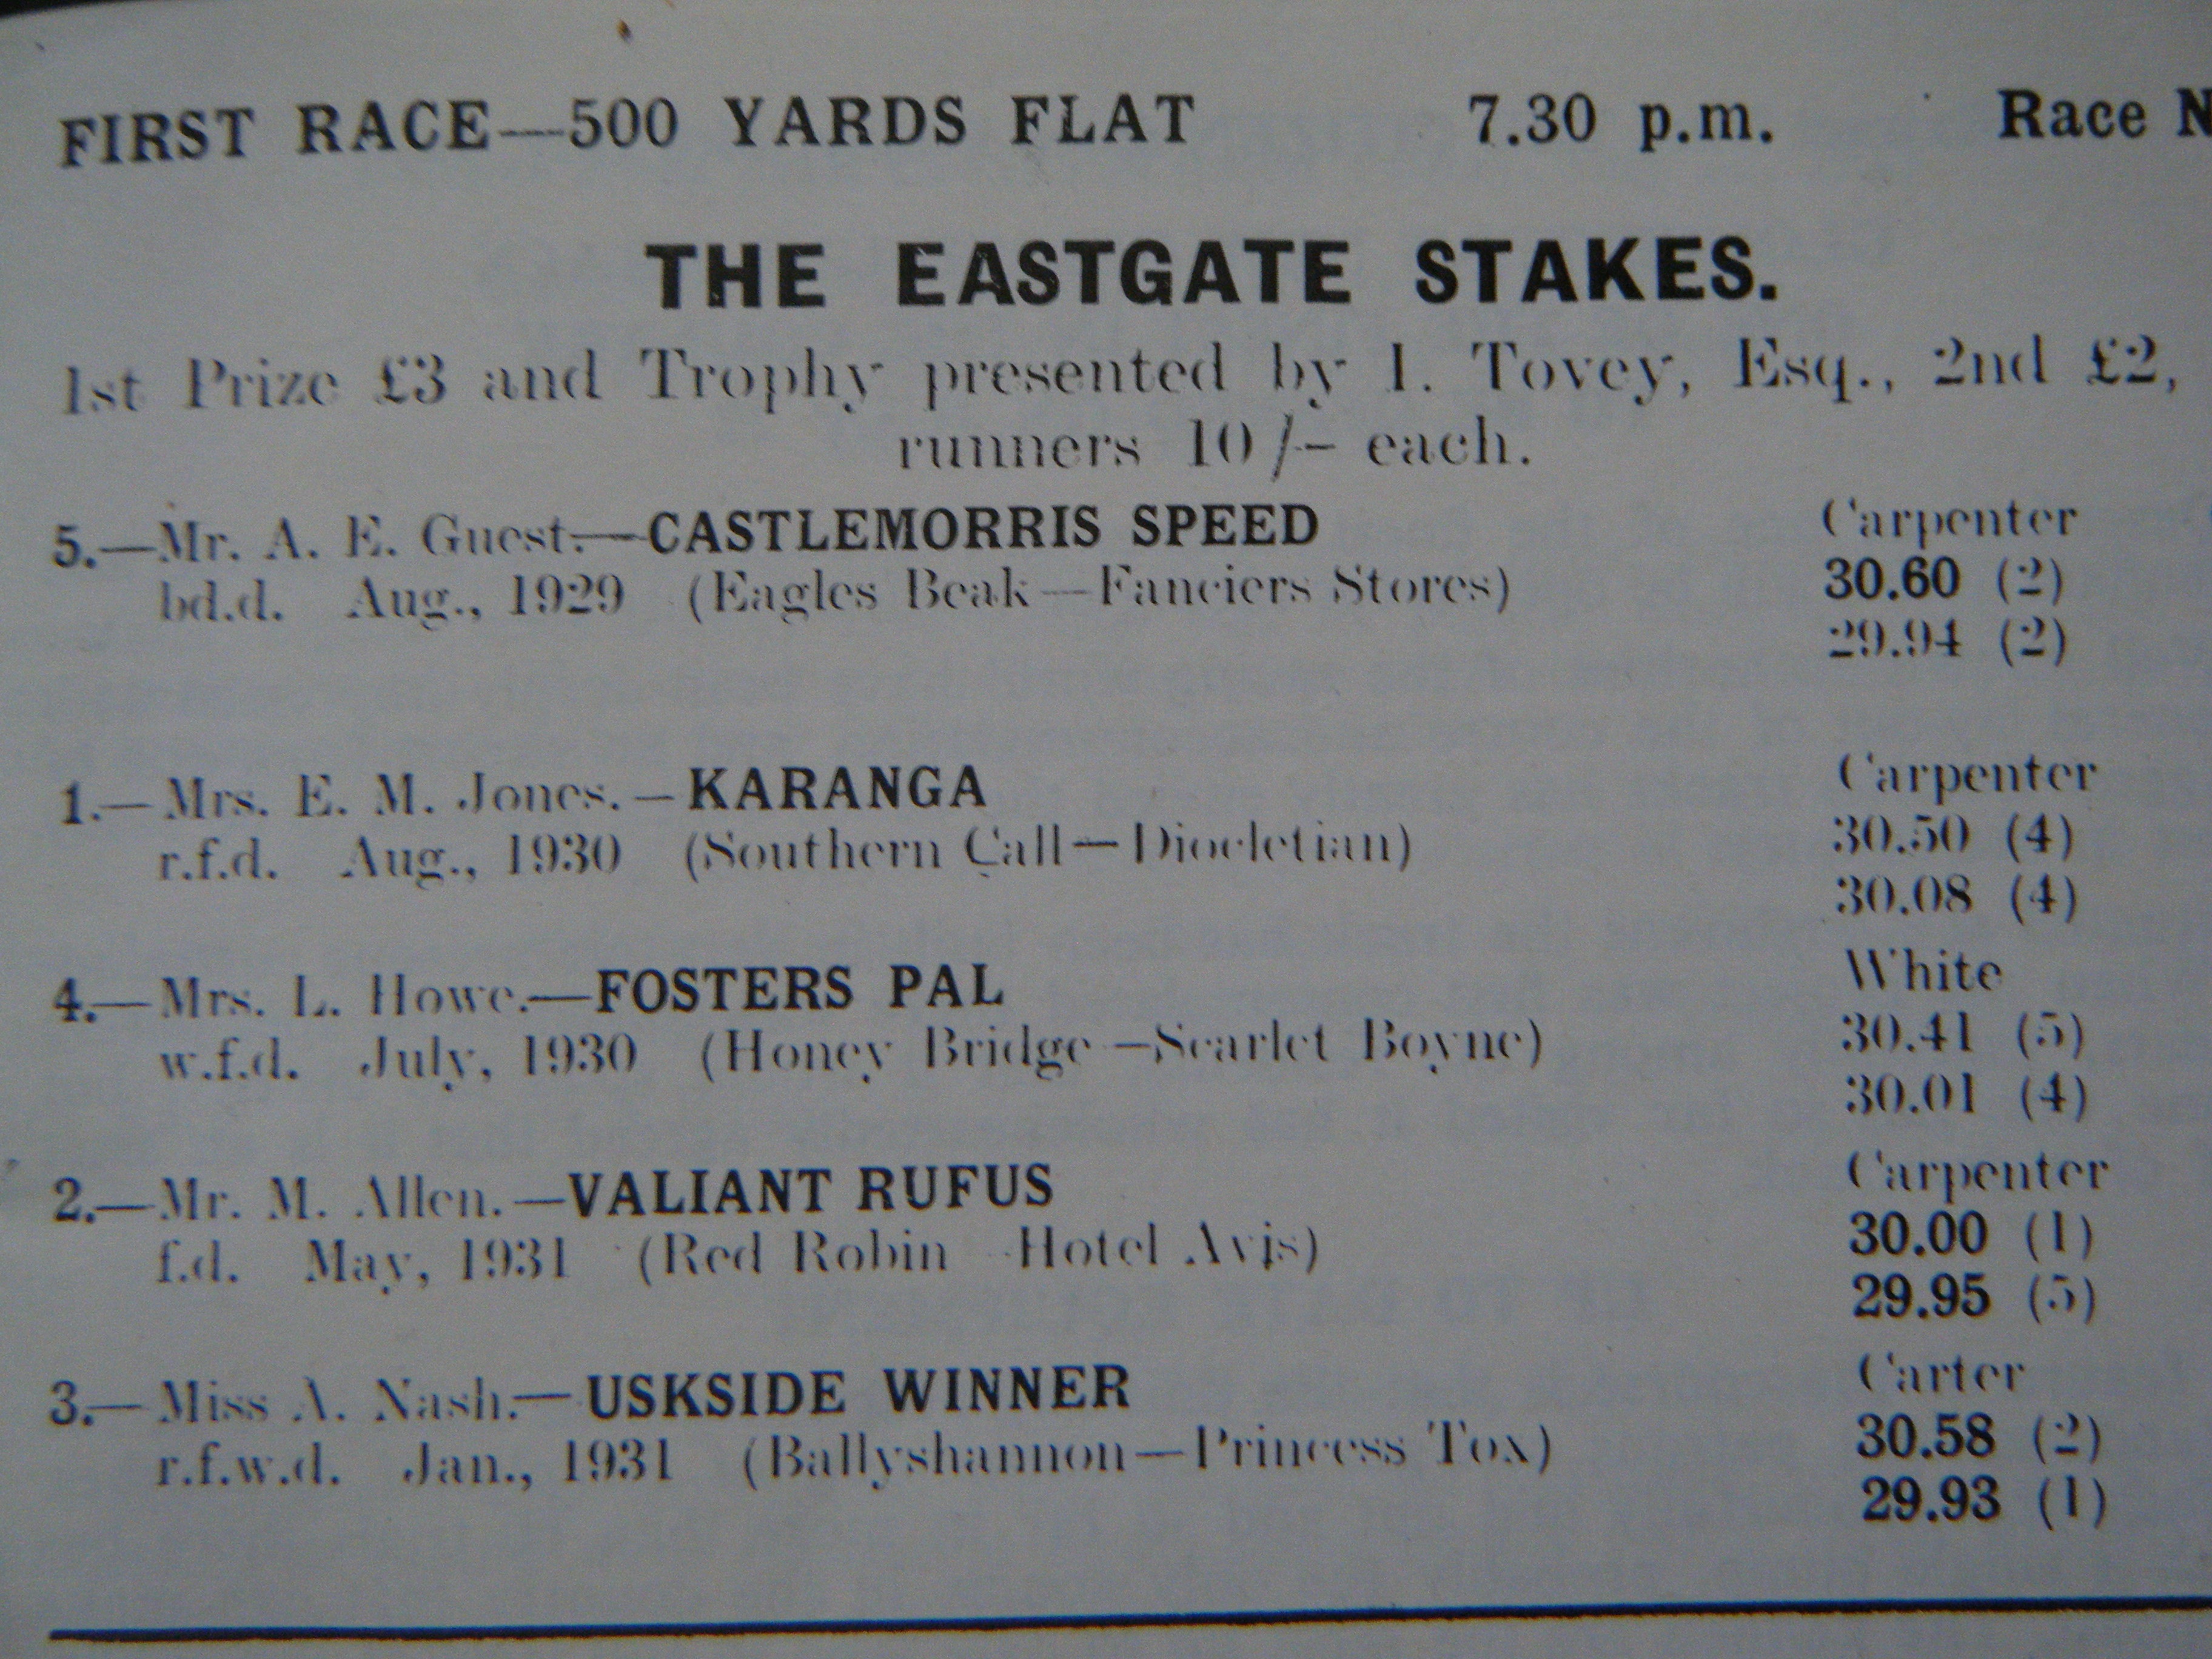 FIRST RACE—500 YARDS FLAT 7.30 p.m. Race N
THE EASTGATE STAKES.
1st Prize £3 and Trophy presented by I. Tovey, Esq., 2nd £2,
runners 10/– each.
5.—Mr. A. E. Guest.—CASTLEMORRIS SPEED Carpenter
bd.d. Aug., 1929 (Eagles Beak—Fanciers Stores) 30.60 (2)
29.94 (2)
1.—Mrs. E. M. Jones.—KARANGA Carpenter
r.f.d. Aug., 1930 (Southern Call—Diocletian) 30.50 (4)
30.08 (4)
4.—Mrs. L. Howe.—FOSTERS PAL White
w.f.d. July, 1930 (Honey Bridge—Scarlet Boyne) 30.41 (5)
30.01 (4)
2.—Mr. M. Allen.—VALIANT RUFUS Carpenter
f.d. May, 1931 (Red Robin Hotel Avis) 30.00 (1)
29.95 (5)
3.—Miss A. Nash.—USKSIDE WINNER Carter
r.f.w.d. Jan., 1931 (Ballyshannon—Princess Tox) 30.58 (2)
29.93 (1)